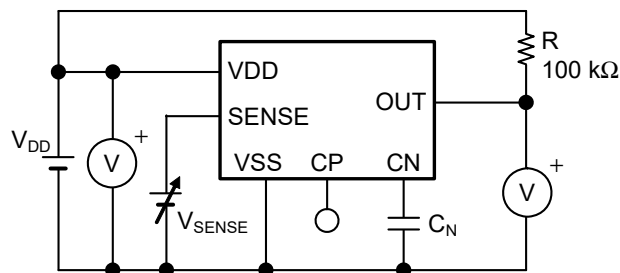 R
100 kΩ
VDD
OUT
SENSE
V_DD
+
V
VSS CP CN
+
V
V_SENSE
C_N